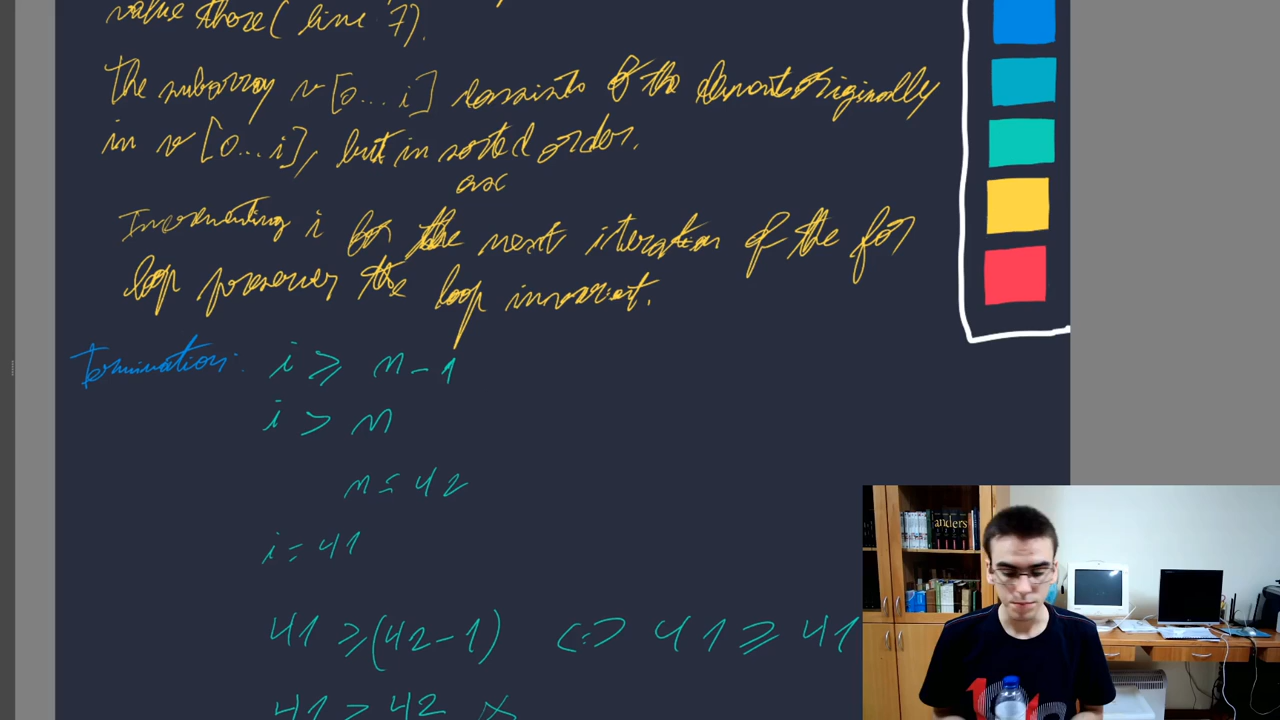 value those (line 7).
The subarray v[0...i] consists of the elements originally
in v[0...i], but in sorted order.
asc
Incrementing i for the next iteration of the for
loop preserves the loop invariant.
Termination: i ⩾ n-1
i > n
n = 42
i = 41
anders
41 ⩾ (42-1) <=> 41 ⩾ 41
41 > 42 x